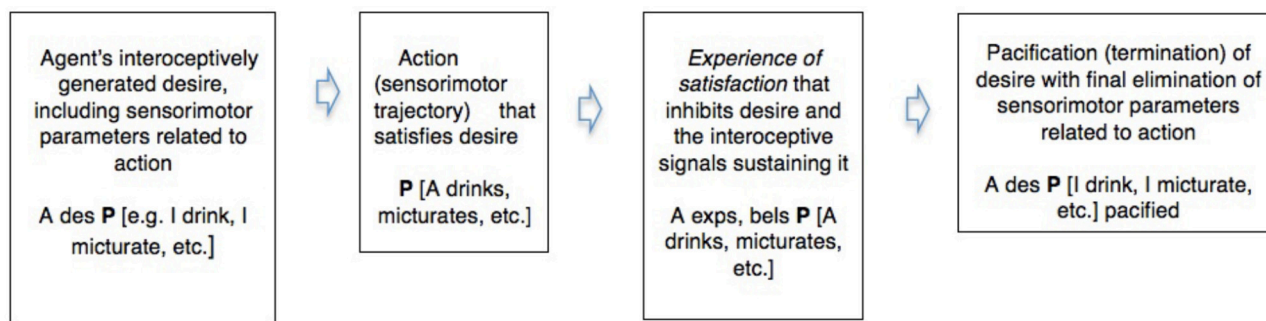 Agent's interoceptively
generated desire,
including sensorimotor
parameters related to
action
A des P [e.g. I drink, I
micturate, etc.]
Action
(sensorimotor
trajectory) that
satisfies desire
P [A drinks,
micturates, etc.]
Experience of
satisfaction that
inhibits desire and
the interoceptive
signals sustaining it
A exps, bels P [A
drinks, micturates,
etc.]
Pacification (termination) of
desire with final elimination of
sensorimotor parameters
related to action
A des P [I drink, I micturate,
etc.] pacified